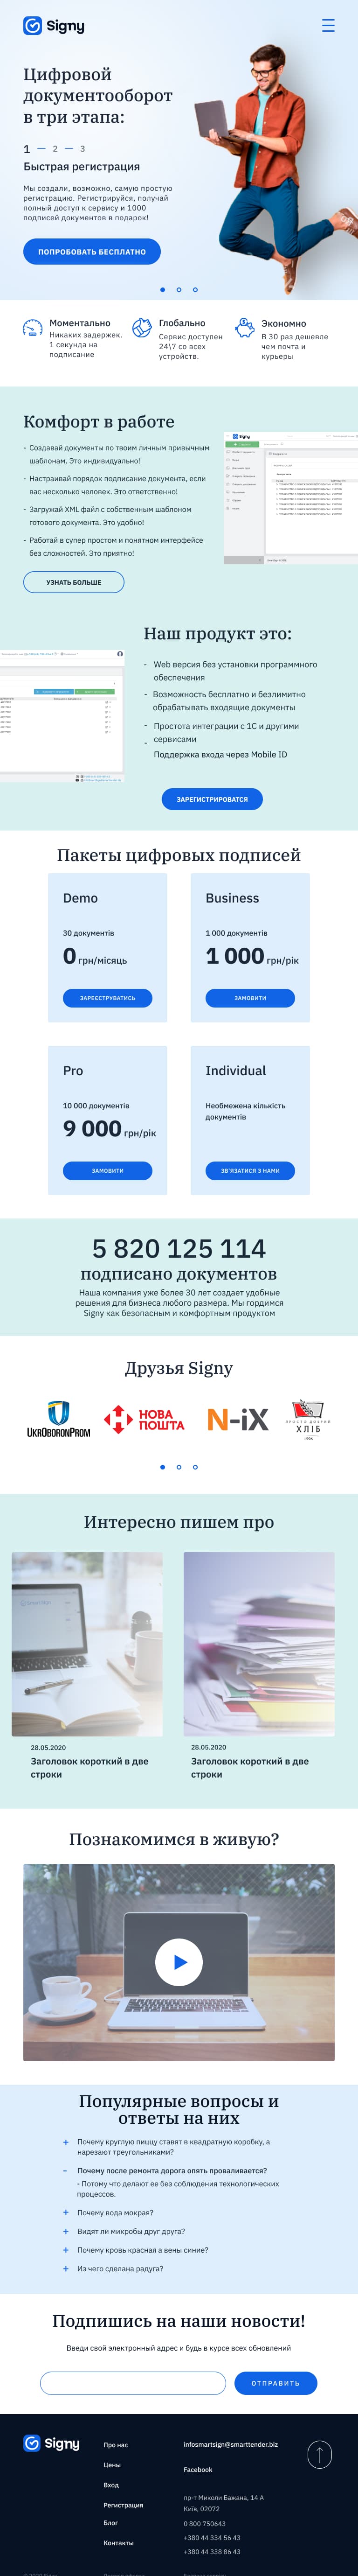 Signy
Цифровой
документооборот
в три этапа:
1 — 2 — 3
Быстрая регистрация
Мы создали, возможно, самую простую
регистрацию. Регистрируйся, получай
полный доступ к сервису и 1000
подписей документов в подарок!
ПОПРОБОВАТЬ БЕСПЛАТНО
Моментально
Никаких задержек.
1 секунда на
подписание
Глобально
Сервис доступен
24\7 со всех
устройств.
Экономно
В 30 раз дешевле
чем почта и
курьеры
Комфорт в работе
- Создавай документы по твоим личным привычным
шаблонам. Это индивидуально!
- Настраивай порядок подписание документа, если
вас несколько человек. Это ответственно!
- Загружай XML файл с собственным шаблоном
готового документа. Это удобно!
- Работай в супер простом и понятном интерфейсе
без сложностей. Это приятно!
УЗНАТЬ БОЛЬШЕ
Signy
Наш продукт это:
- Web версия без установки программного
обеспечения
- Возможность бесплатно и безлимитно
обрабатывать входящие документы
- Простота интеграции с 1С и другими
сервисами
- Поддержка входа через Mobile ID
ЗАРЕГИСТРИРОВАТСЯ
Пакеты цифровых подписей
Demo
30 документів
0 грн/місяць
ЗАРЕЄСТРУВАТИСЬ
Business
1 000 документів
1 000 грн/рік
ЗАМОВИТИ
Pro
10 000 документів
9 000 грн/рік
ЗАМОВИТИ
Individual
Необмежена кількість
документів
ЗВ'ЯЗАТИСЯ З НАМИ
5 820 125 114
подписано документов
Наша компания уже более 30 лет создает удобные
решения для бизнеса любого размера. Мы гордимся
Signy как безопасным и комфортным продуктом
Друзья Signy
UKROBORONPROM
НОВА
ПОШТА
N-iX
ПРОСТО ДОБРИЙ
ХЛІБ
1996
Интересно пишем про
28.05.2020
Заголовок короткий в две
строки
28.05.2020
Заголовок короткий в две
строки
Познакомимся в живую?
Популярные вопросы и
ответы на них
+ Почему круглую пиццу ставят в квадратную коробку, а
нарезают треугольниками?
– Почему после ремонта дорога опять проваливается?
- Потому что делают ее без соблюдения технологических
процессов.
+ Почему вода мокрая?
+ Видят ли микробы друг друга?
+ Почему кровь красная а вены синие?
+ Из чего сделана радуга?
Подпишись на наши новости!
Введи свой электронный адрес и будь в курсе всех обновлений
ОТПРАВИТЬ
Signy
Про нас
Цены
Вход
Регистрация
Блог
Контакты
infosmartsign@smarttender.biz
Facebook
пр-т Миколи Бажана, 14 А
Київ, 02072
0 800 750643
+380 44 334 56 43
+380 44 338 86 43